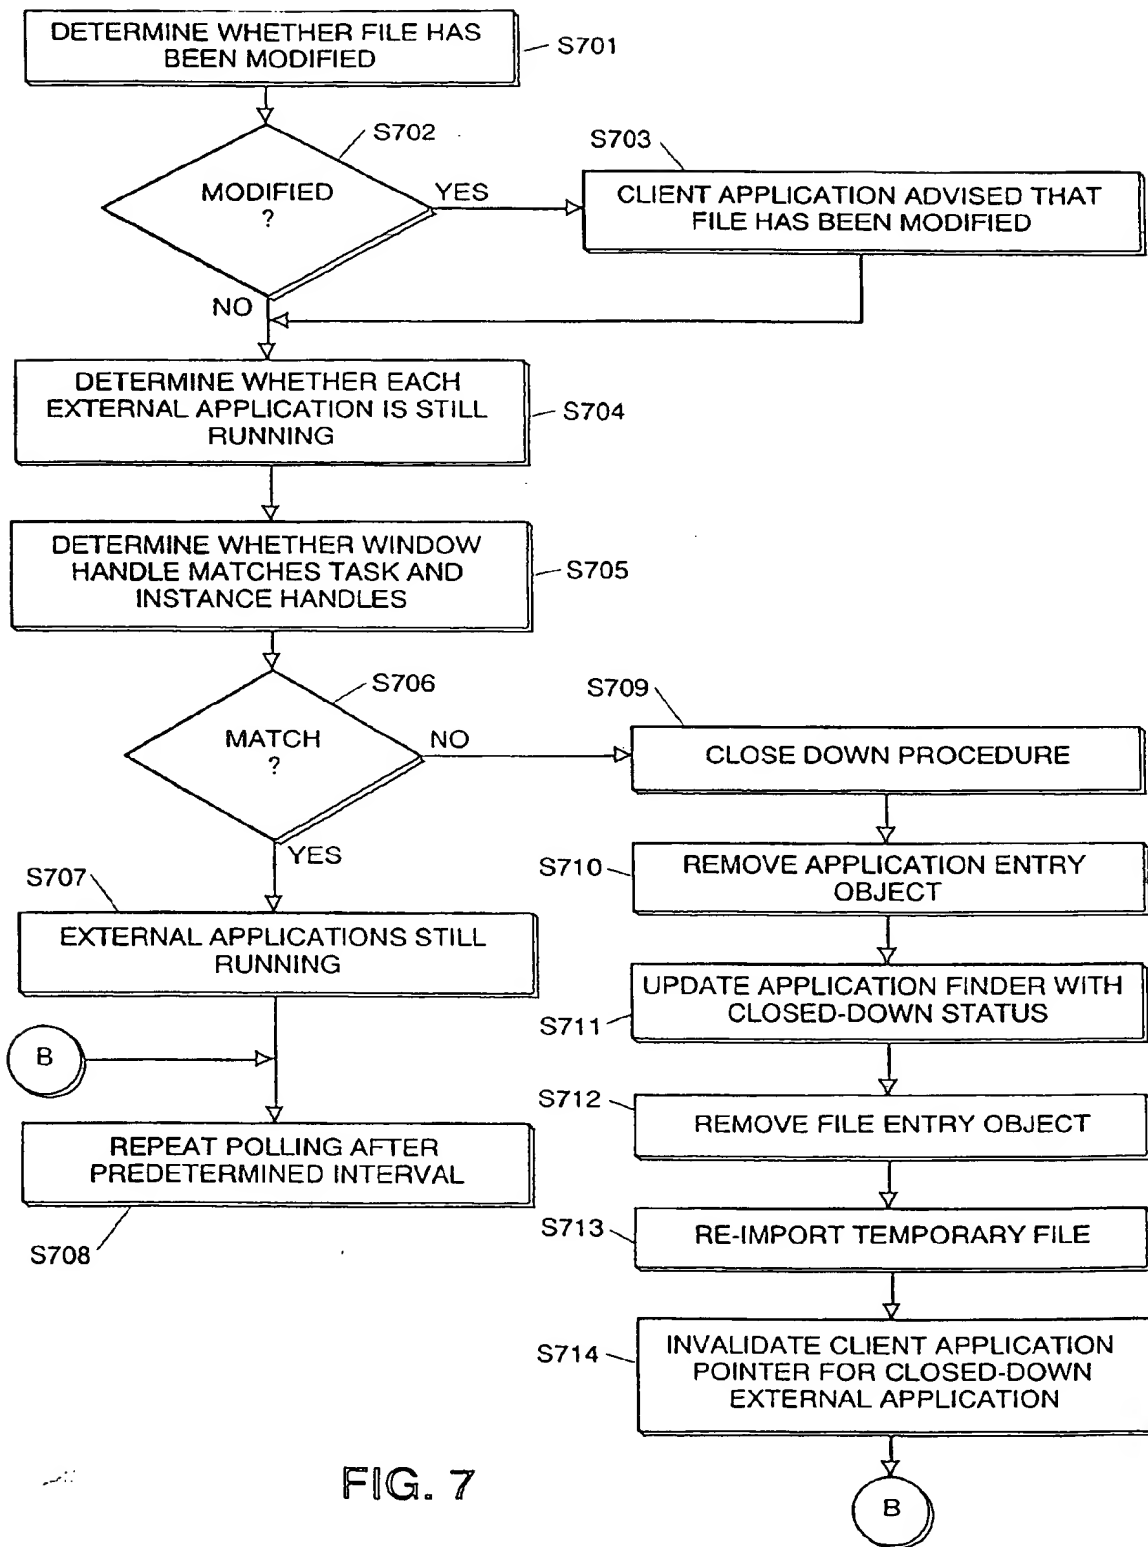 DETERMINE WHETHER FILE HAS
BEEN MODIFIED
S701
S702
MODIFIED
?
YES
NO
S703
CLIENT APPLICATION ADVISED THAT
FILE HAS BEEN MODIFIED
DETERMINE WHETHER EACH
EXTERNAL APPLICATION IS STILL
RUNNING
S704
DETERMINE WHETHER WINDOW
HANDLE MATCHES TASK AND
INSTANCE HANDLES
S705
S706
MATCH
?
NO
YES
S707
EXTERNAL APPLICATIONS STILL
RUNNING
B
REPEAT POLLING AFTER
PREDETERMINED INTERVAL
S708
S709
CLOSE DOWN PROCEDURE
S710
REMOVE APPLICATION ENTRY
OBJECT
S711
UPDATE APPLICATION FINDER WITH
CLOSED-DOWN STATUS
S712
REMOVE FILE ENTRY OBJECT
S713
RE-IMPORT TEMPORARY FILE
S714
INVALIDATE CLIENT APPLICATION
POINTER FOR CLOSED-DOWN
EXTERNAL APPLICATION
B
FIG. 7